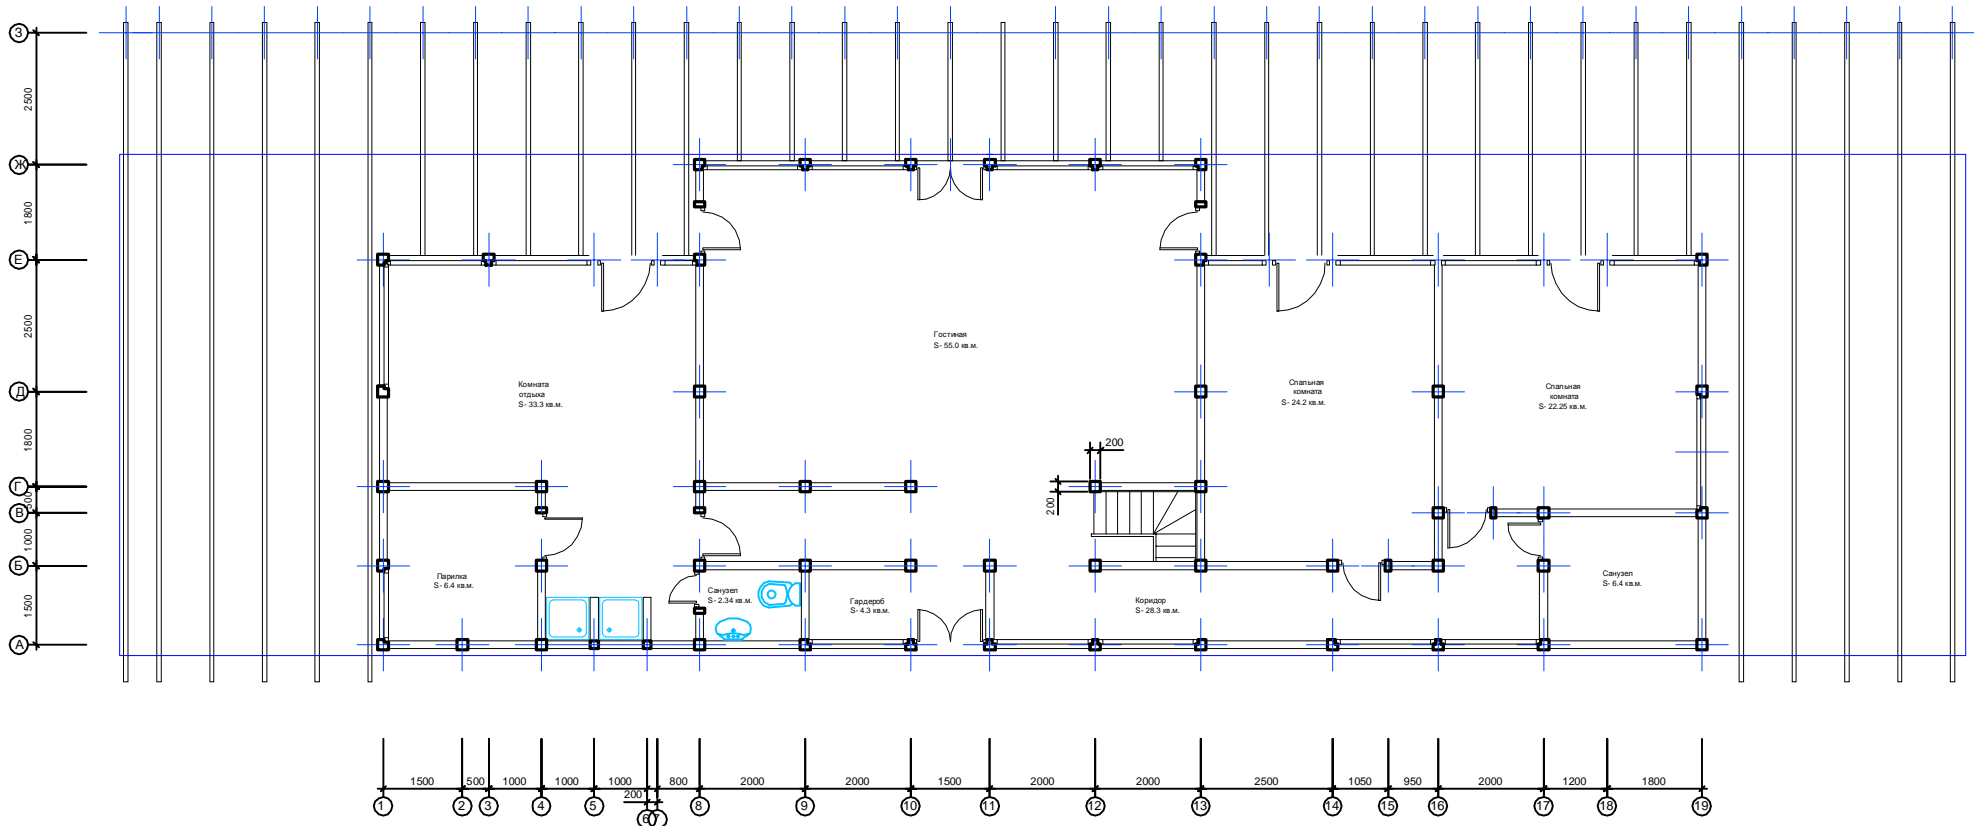 З
2500
Ж
1800
Е
2500
Д
1800
Г
500
В
1000
Б
1500
А
Гостиная
S- 55.0 кв.м.
Комната
отдыха
S- 33.3 кв.м.
Спальная
комната
S- 24.2 кв.м.
Спальная
комната
S- 22.25 кв.м.
200
200
Парилка
S- 6.4 кв.м.
Санузел
S- 2.34 кв.м.
Гардероб
S- 4.3 кв.м.
Коридор
S- 28.3 кв.м.
Санузел
S- 6.4 кв.м.
1500 500 1000 1000 1000 200 800 2000 2000 1500 2000 2000 2500 1050 950 2000 1200 1800
1 2 3 4 5 6 7 8 9 10 11 12 13 14 15 16 17 18 19